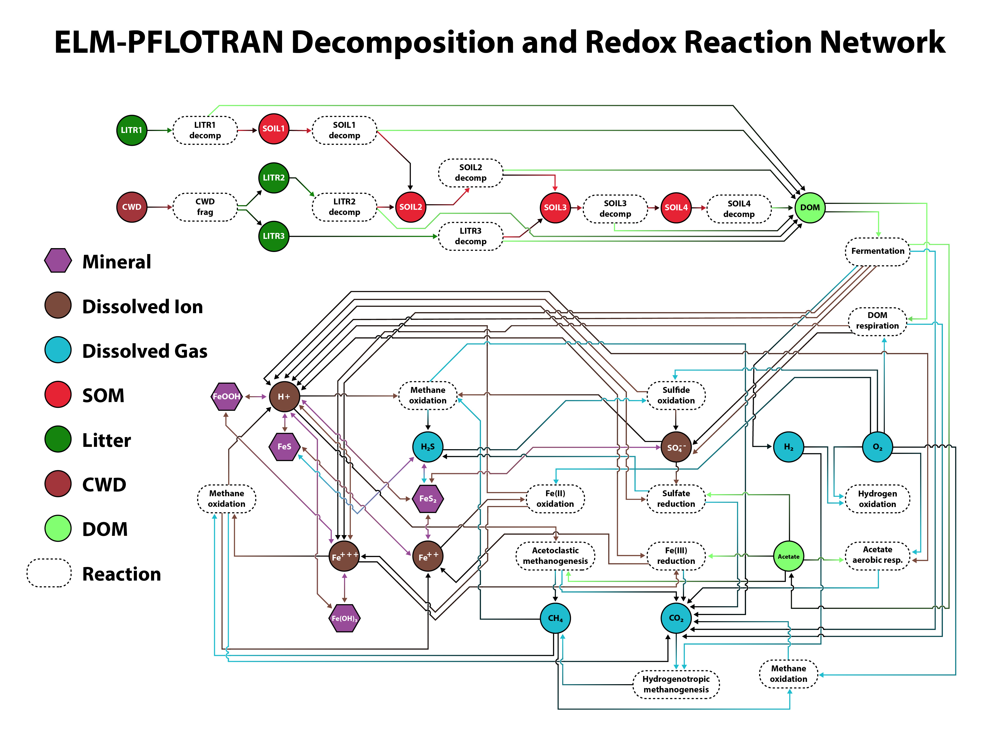 ELM-PFLOTRAN Decomposition and Redox Reaction Network
LITR1
LITR1
decomp
SOIL1
SOIL1
decomp
LITR2
SOIL2
decomp
CWD
CWD
frag
LITR2
decomp
SOIL2
SOIL3
SOIL3
decomp
SOIL4
SOIL4
decomp
DOM
LITR3
LITR3
decomp
Fermentation
Mineral
Dissolved Ion
Dissolved Gas
SOM
Litter
CWD
DOM
Reaction
DOM
respiration
FeOOH
H+
Methane
oxidation
Sulfide
oxidation
FeS
H₂S
SO₄⁻⁻
H₂
O₂
Methane
oxidation
FeS₂
Fe(II)
oxidation
Sulfate
reduction
Hydrogen
oxidation
Fe⁺⁺⁺
Fe⁺⁺
Acetoclastic
methanogenesis
Fe(III)
reduction
Acetate
Acetate
aerobic resp.
Fe(OH)₃
CH₄
CO₂
Hydrogenotropic
methanogenesis
Methane
oxidation